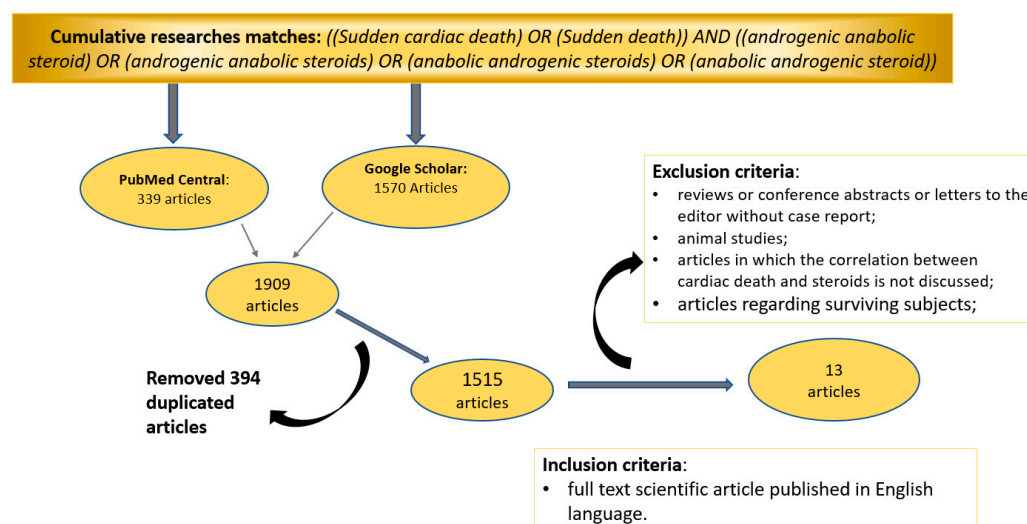 Cumulative researches matches: ((Sudden cardiac death) OR (Sudden death)) AND ((androgenic anabolic
steroid) OR (androgenic anabolic steroids) OR (anabolic androgenic steroids) OR (anabolic androgenic steroid))
PubMed Central:
339 articles
Google Scholar:
1570 Articles
1909
articles
Removed 394
duplicated
articles
1515
articles
Exclusion criteria:
• reviews or conference abstracts or letters to the
editor without case report;
• animal studies;
• articles in which the correlation between
cardiac death and steroids is not discussed;
• articles regarding surviving subjects;
13
articles
Inclusion criteria:
• full text scientific article published in English
language.